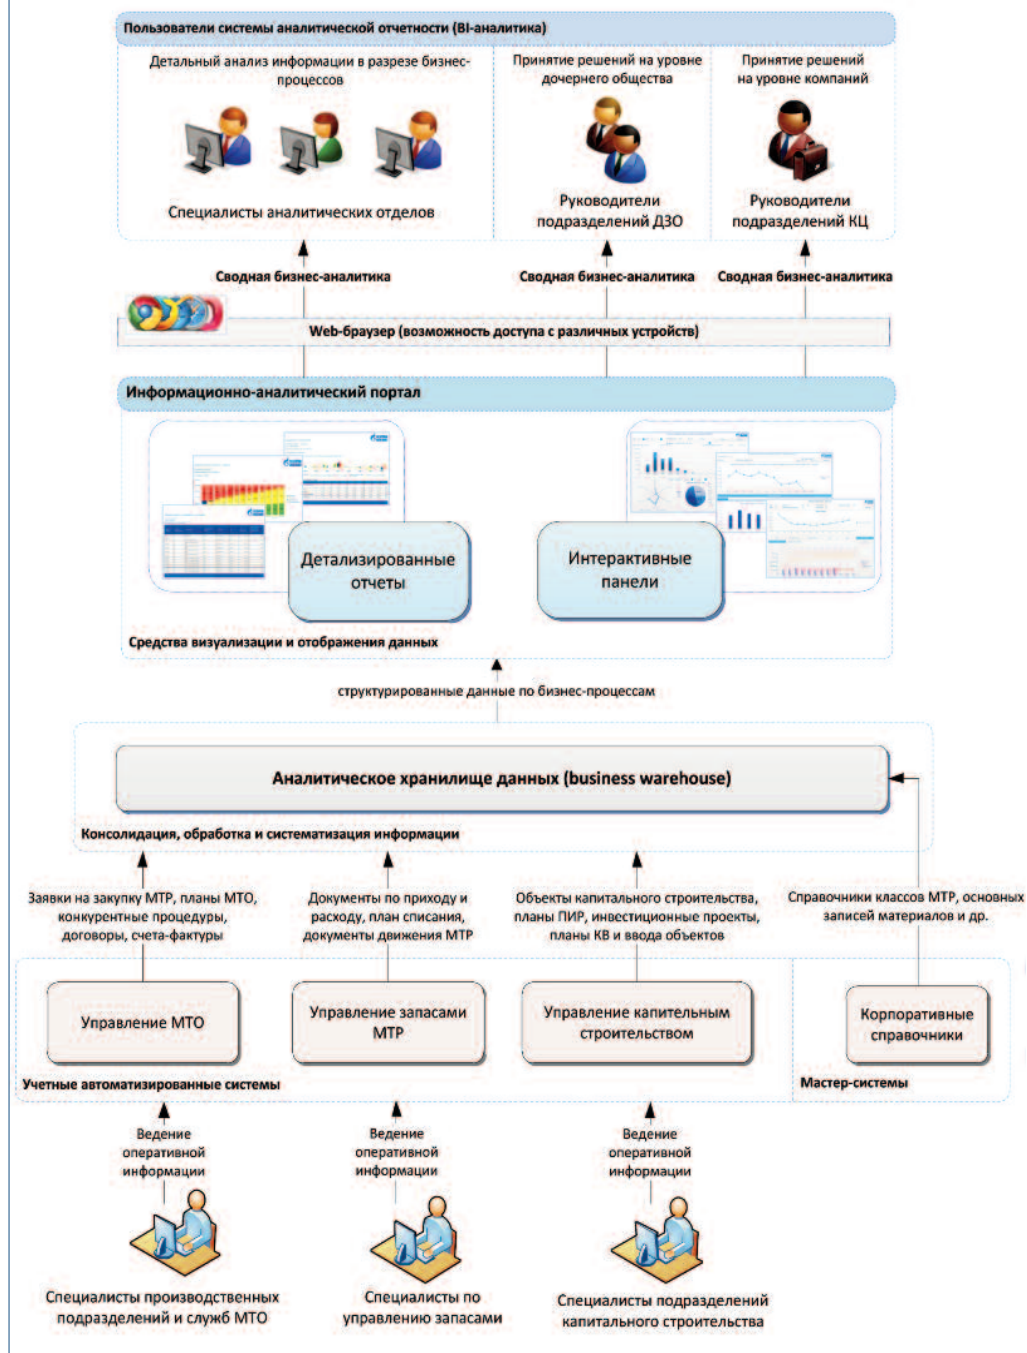 Пользователи системы аналитической отчетности (BI-аналитика)
Детальный анализ информации в разрезе бизнес-
процессов
Специалисты аналитических отделов
Принятие решений на уровне
дочернего общества
Руководители
подразделений ДЗО
Принятие решений
на уровне компаний
Руководители
подразделений КЦ
Сводная бизнес-аналитика
Сводная бизнес-аналитика
Сводная бизнес-аналитика
Web-браузер (возможность доступа с различных устройств)
Информационно-аналитический портал
Детализированные
отчеты
Интерактивные
панели
Средства визуализации и отображения данных
структурированные данные по бизнес-процессам
Аналитическое хранилище данных (business warehouse)
Консолидация, обработка и систематизация информации
Заявки на закупку МТР, планы МТО,
конкурентные процедуры,
договоры, счета-фактуры
Документы по приходу и
расходу, план списания,
документы движения МТР
Объекты капитального строительства,
планы ПИР, инвестиционные проекты,
планы КВ и ввода объектов
Справочники классов МТР, основных
записей материалов и др.
Управление МТО
Управление запасами
МТР
Управление капительным
строительством
Корпоративные
справочники
Учетные автоматизированные системы
Мастер-системы
Ведение
оперативной
информации
Ведение
оперативной
информации
Ведение
оперативной
информации
Специалисты производственных
подразделений и служб МТО
Специалисты по
управлению запасами
Специалисты подразделений
капитального строительства